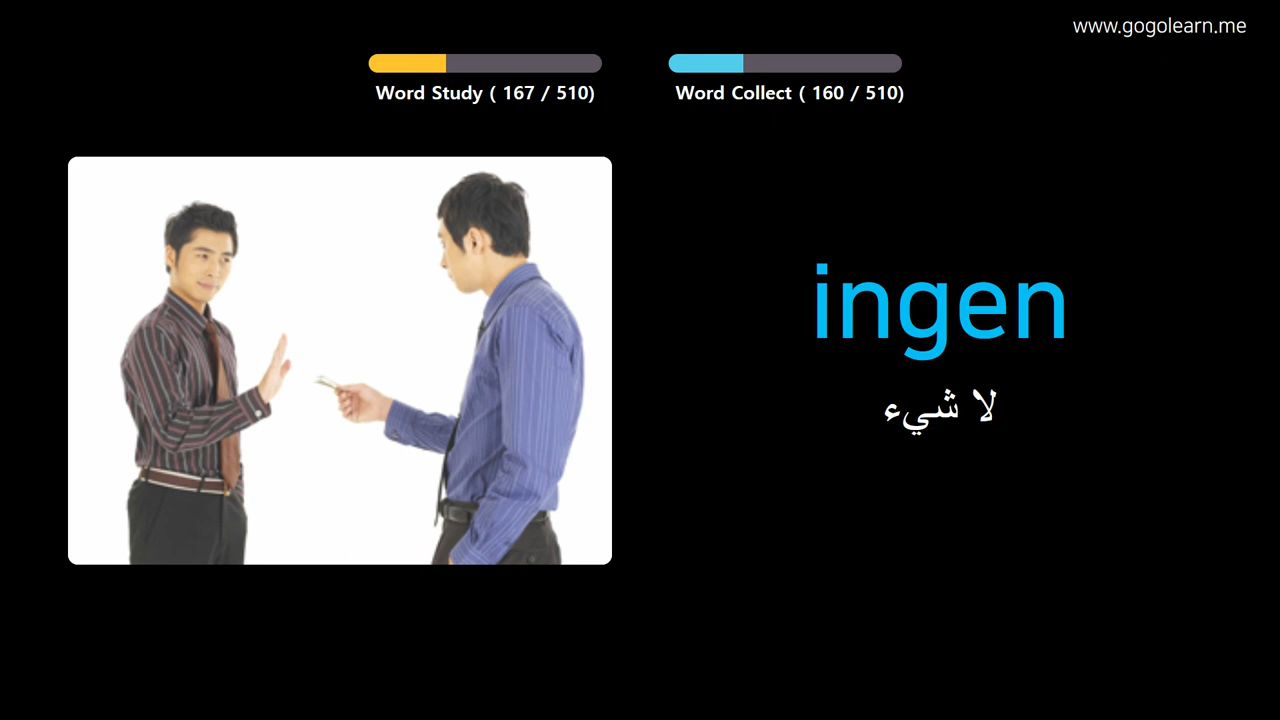 www.gogolearn.me
Word Study ( 167 / 510)
Word Collect ( 160 / 510)
ingen
لا شيء